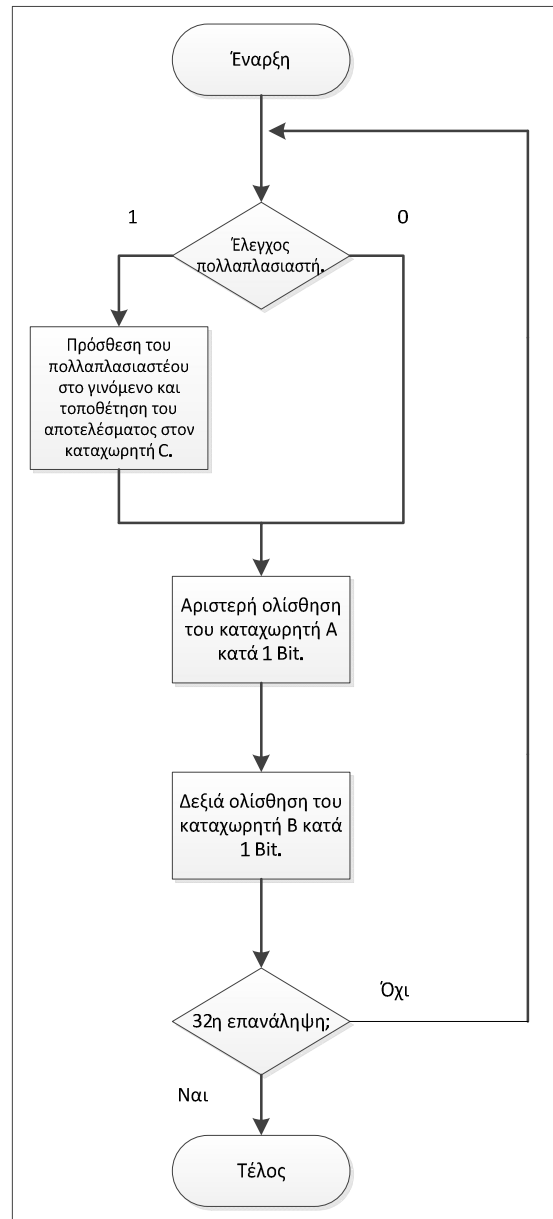 Έναρξη
1
0
Έλεγχος
πολλαπλασιαστή.
Πρόσθεση του
πολλαπλασιαστέου
στο γινόμενο και
τοποθέτηση του
αποτελέσματος στον
καταχωρητή C.
Αριστερή ολίσθηση
του καταχωρητή A
κατά 1 Bit.
Δεξιά ολίσθηση του
καταχωρητή B κατά
1 Bit.
32η επανάληψη;
Όχι
Ναι
Τέλος